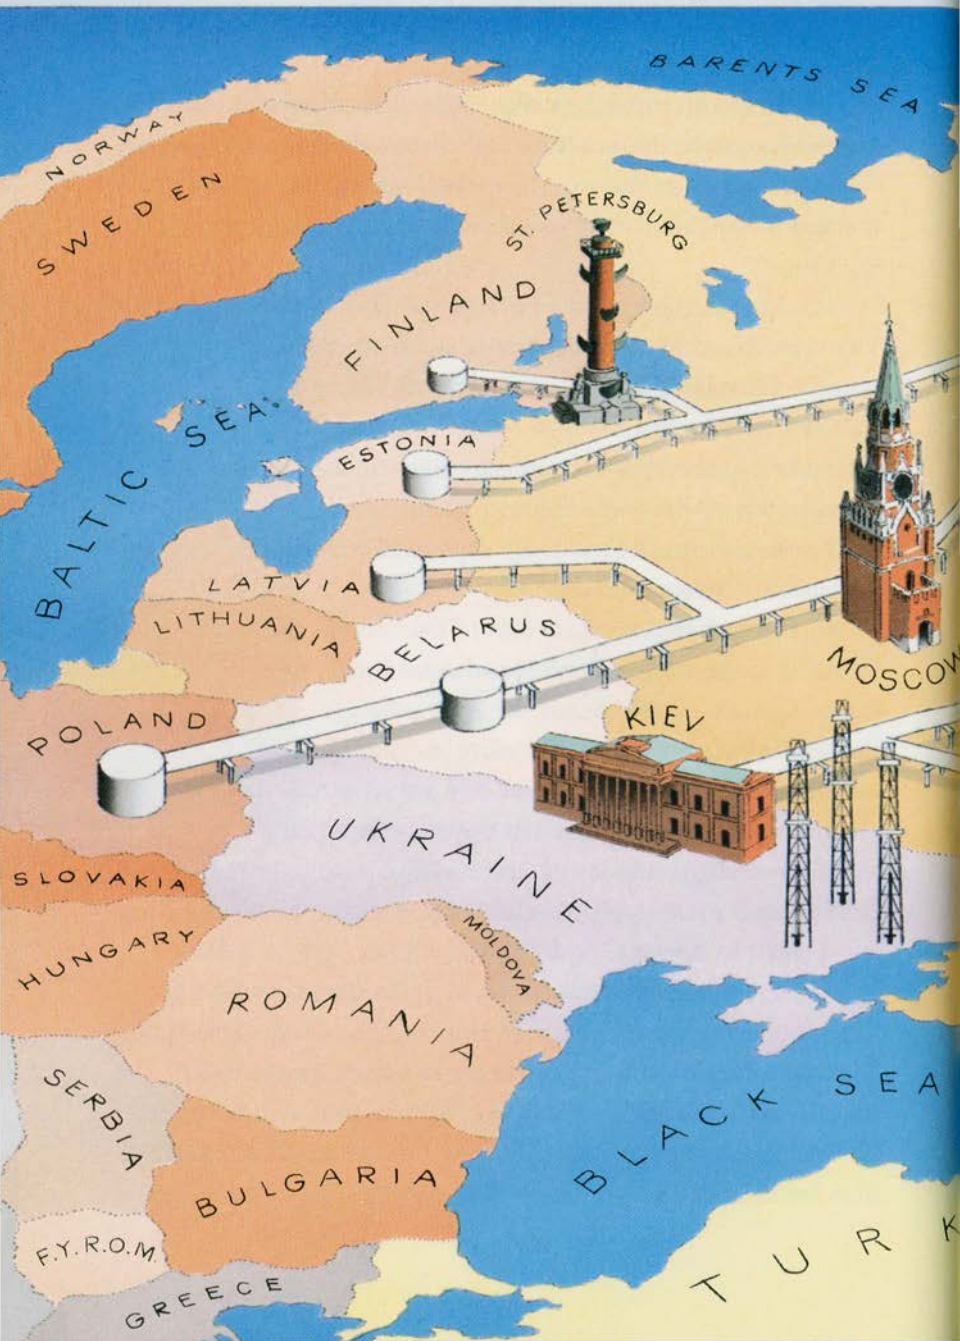 BARENTS SEA
NORWAY
SWEDEN
ST. PETERSBURG
FINLAND
BALTIC SEA
ESTONIA
LATVIA
LITHUANIA
BELARUS
MOSCOW
POLAND
KIEV
UKRAINE
SLOVAKIA
HUNGARY
MOLDOVA
ROMANIA
SERBIA
BLACK SEA
BULGARIA
F.Y.R.O.M.
TURK
GREECE